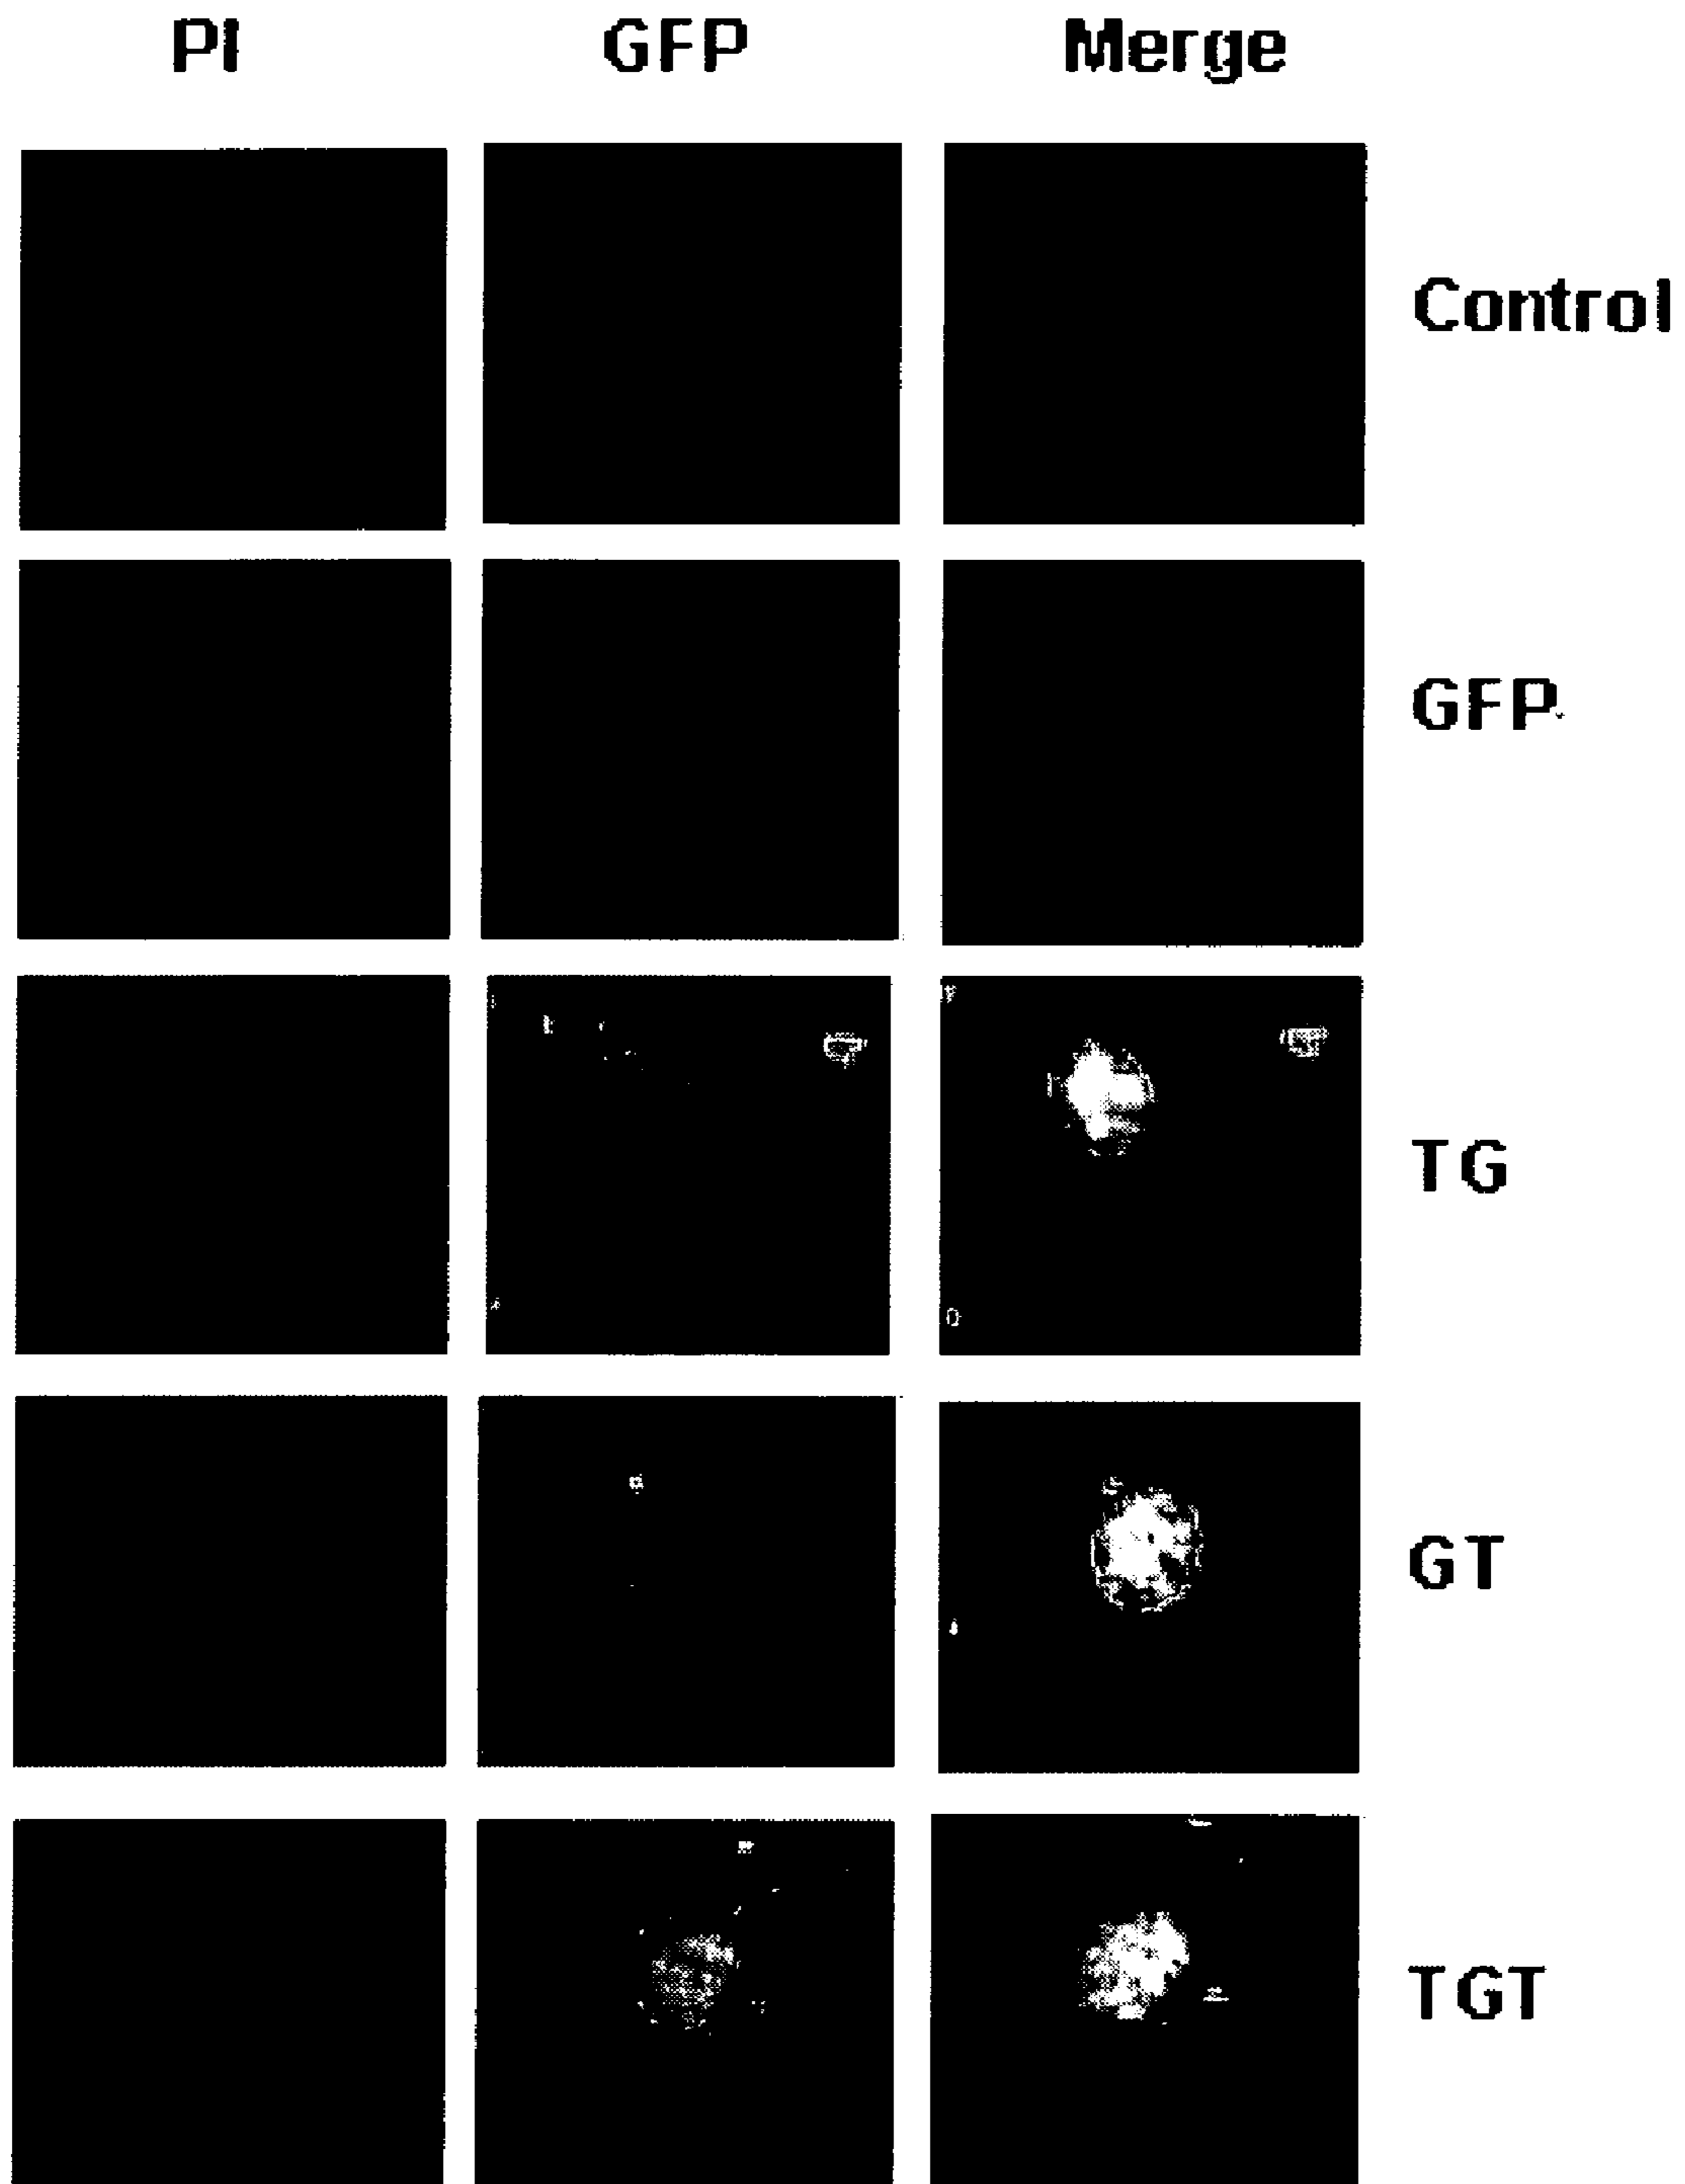 PI GFP Merge
Control
GFP
TG
GT
TGT